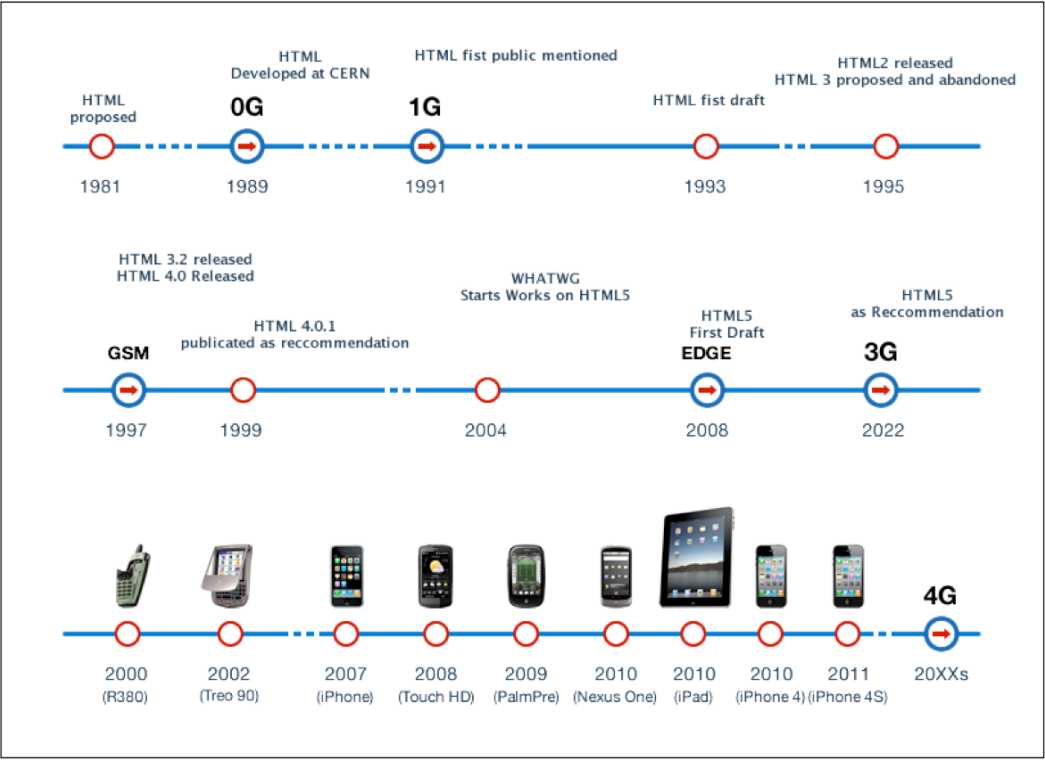 HTML
proposed
HTML
Developed at CERN
HTML fist public mentioned
HTML fist draft
HTML2 released
HTML 3 proposed and abandoned
0G
1G
1981
1989
1991
1993
1995
HTML 3.2 released
HTML 4.0 Released
HTML 4.0.1
publicated as reccommendation
WHATWG
Starts Works on HTML5
HTML5
First Draft
HTML5
as Reccommendation
GSM
EDGE
3G
1997
1999
2004
2008
2022
4G
2000
(R380)
2002
(Treo 90)
2007
(iPhone)
2008
(Touch HD)
2009
(PalmPre)
2010
(Nexus One)
2010
(iPad)
2010
(iPhone 4)
2011
(iPhone 4S)
20XXs